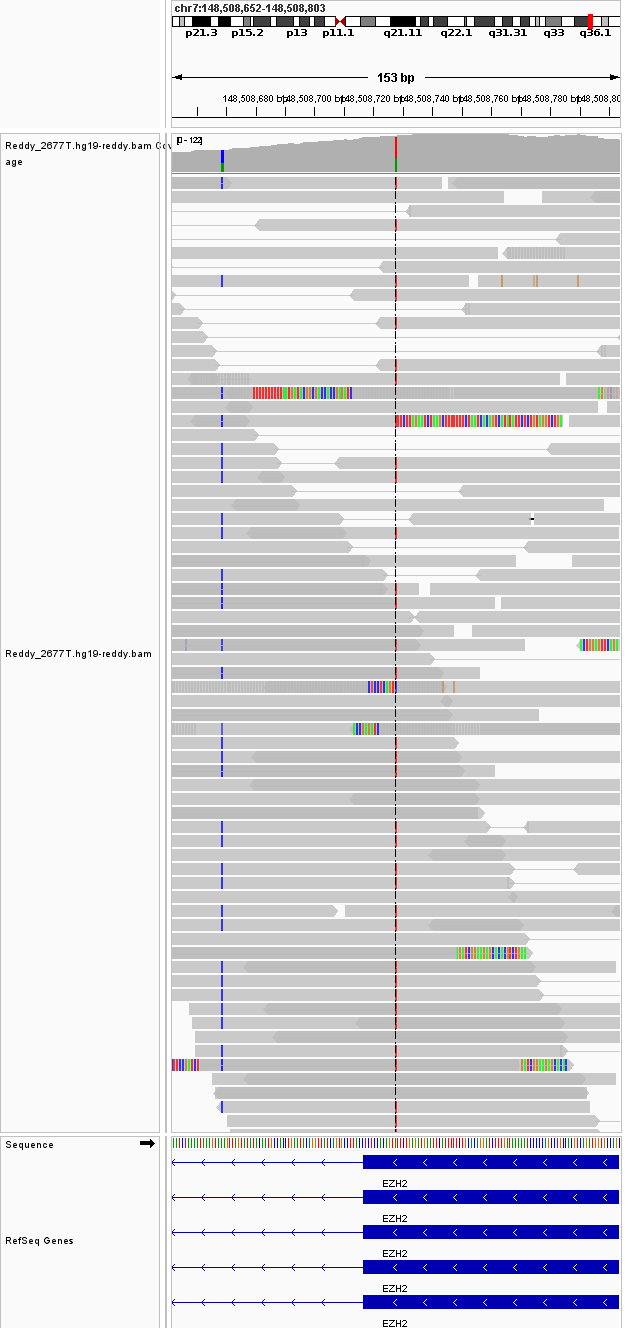 chr7:148,508,652-148,508,803
p21.3 p15.2 p13 p11.1 q21.11 q22.1 q31.31 q33 q36.1
153 bp
148,508,680 bp 148,508,700 bp 148,508,720 bp 148,508,740 bp 148,508,760 bp 148,508,780 bp 148,508,80
Reddy_2677T.hg19-reddy.bam Cov
age
[0 - 122]
Reddy_2677T.hg19-reddy.bam
Sequence
EZH2
EZH2
RefSeq Genes
EZH2
EZH2
EZH2